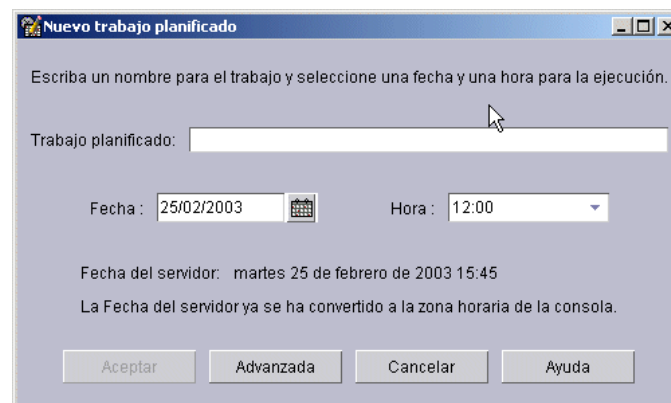 Nuevo trabajo planificado
Escriba un nombre para el trabajo y seleccione una fecha y una hora para la ejecución.
Trabajo planificado:
Fecha : 25/02/2003 Hora : 12:00
Fecha del servidor: martes 25 de febrero de 2003 15:45
La Fecha del servidor ya se ha convertido a la zona horaria de la consola.
Aceptar Advanzada Cancelar Ayuda